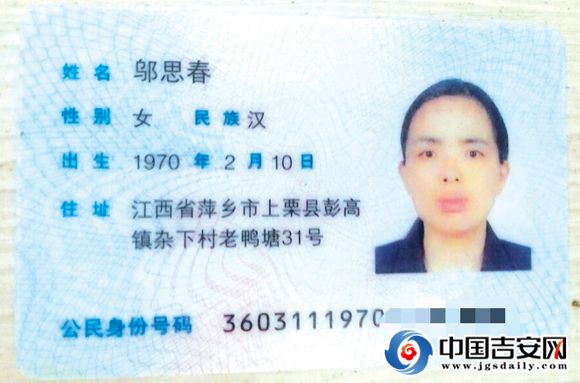 姓名 邬思春
性别 女 民族 汉
出生 1970 年 2 月 10 日
住址 江西省萍乡市上栗县彭高
镇杂下村老鸭塘31号
公民身份号码 3603111970
中国吉安网
www.jgsdaily.com